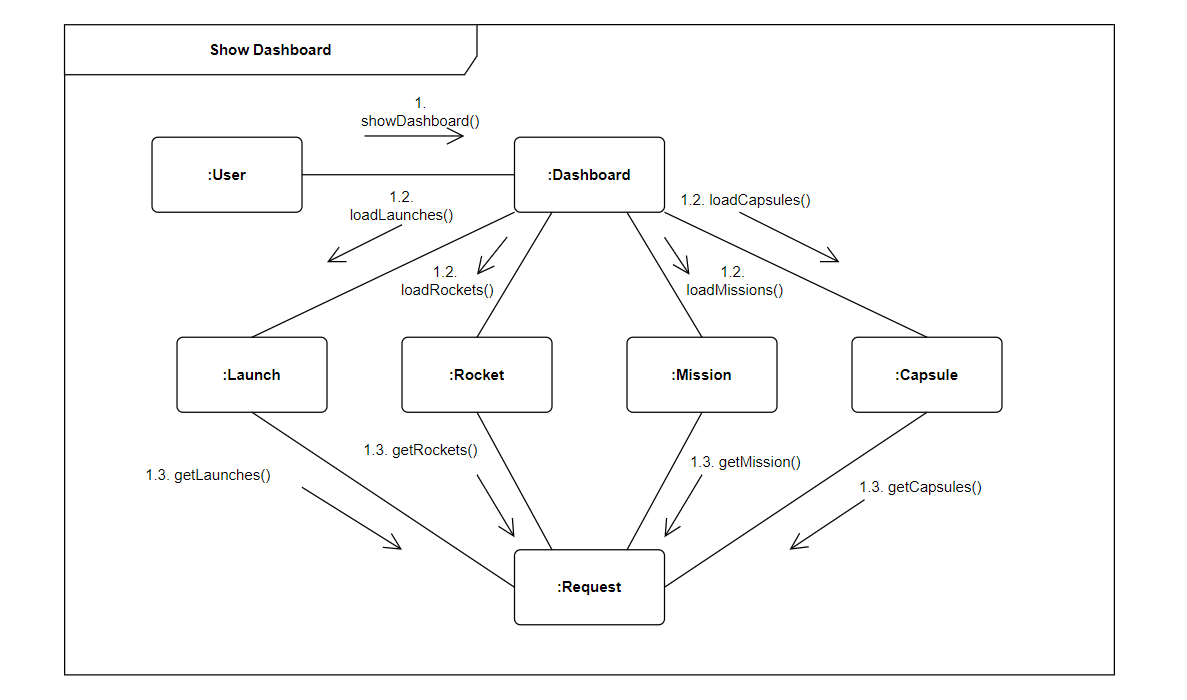 Show Dashboard
1.
showDashboard()
:User
:Dashboard
1.2.
loadLaunches()
1.2. loadCapsules()
1.2.
loadRockets()
1.2.
loadMissions()
:Launch
:Rocket
:Mission
:Capsule
1.3. getLaunches()
1.3. getRockets()
1.3. getMission()
1.3. getCapsules()
:Request